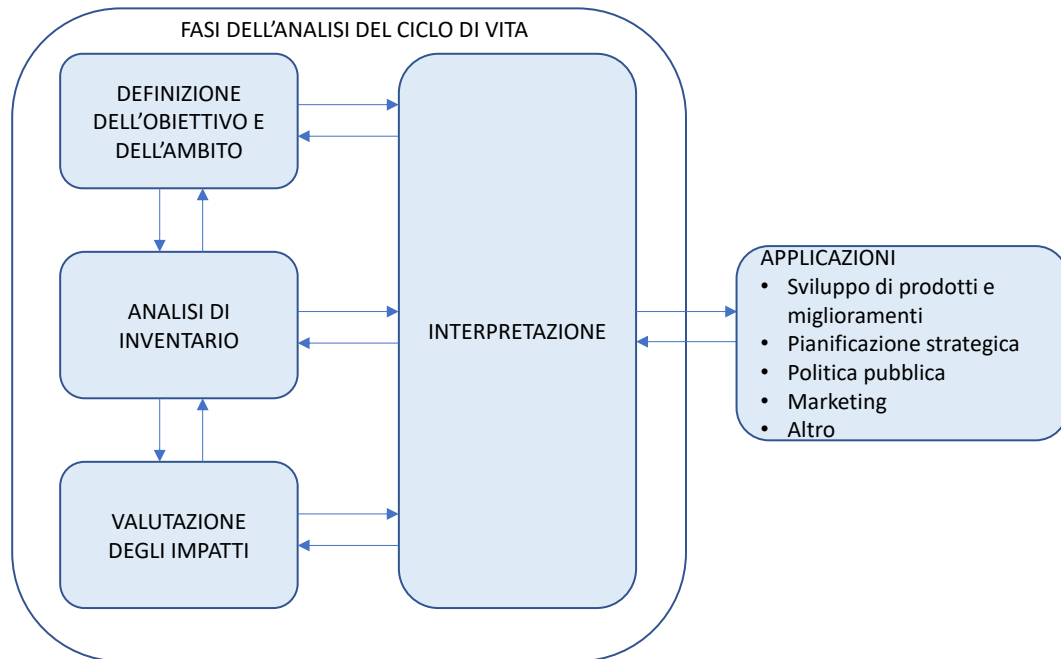 FASI DELL'ANALISI DEL CICLO DI VITA
DEFINIZIONE
DELL'OBIETTIVO E
DELL'AMBITO
ANALISI DI
INVENTARIO
VALUTAZIONE
DEGLI IMPATTI
INTERPRETAZIONE
APPLICAZIONI
• Sviluppo di prodotti e
miglioramenti
• Pianificazione strategica
• Politica pubblica
• Marketing
• Altro